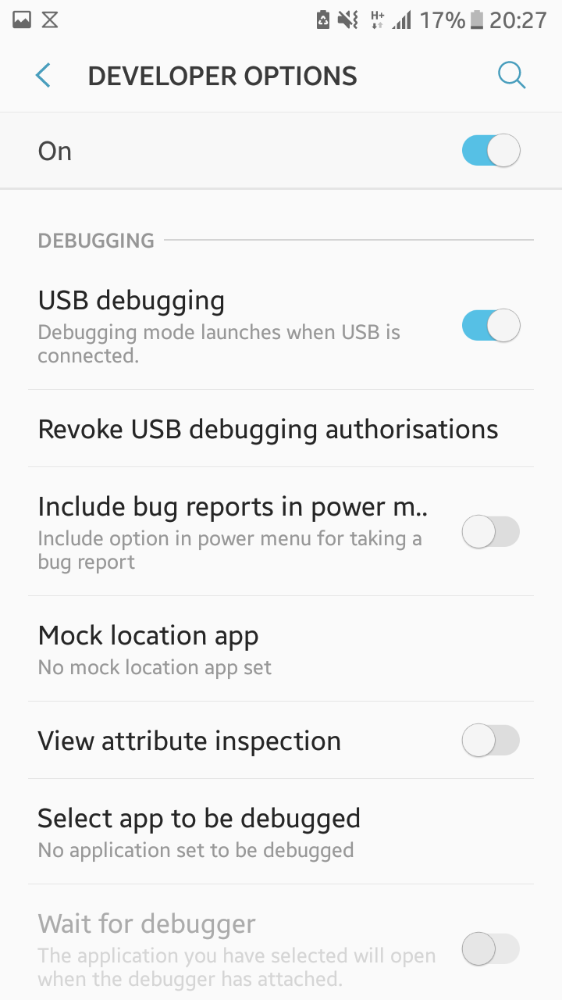 H+ 17% 20:27
DEVELOPER OPTIONS
On
DEBUGGING
USB debugging
Debugging mode launches when USB is
connected.
Revoke USB debugging authorisations
Include bug reports in power m..
Include option in power menu for taking a
bug report
Mock location app
No mock location app set
View attribute inspection
Select app to be debugged
No application set to be debugged
Wait for debugger
The application you have selected will open
when the debugger has attached.